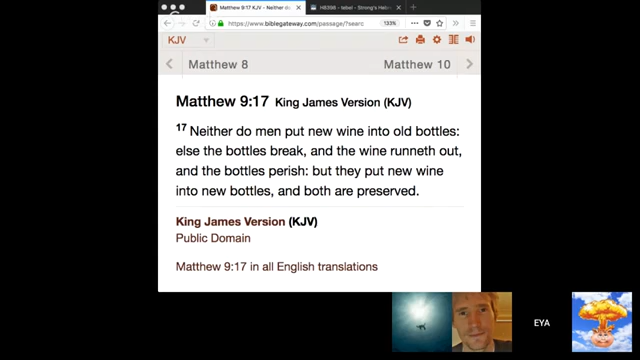 Matthew 9:17 KJV - Neither do
H8398 - tebel - Strong's Hebrew
https://www.biblegateway.com/passage/?searc
133%
KJV
Matthew 8
Matthew 10
Matthew 9:17 King James Version (KJV)
17 Neither do men put new wine into old bottles:
else the bottles break, and the wine runneth out,
and the bottles perish: but they put new wine
into new bottles, and both are preserved.
King James Version (KJV)
Public Domain
Matthew 9:17 in all English translations
EYA